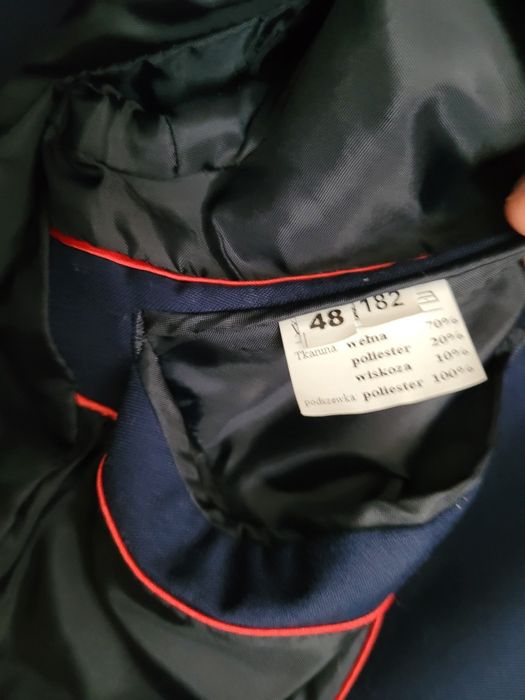 48 182
Tkanina wełna 70%
poliester 20%
wiskoza 10%
podszewka poliester 100%